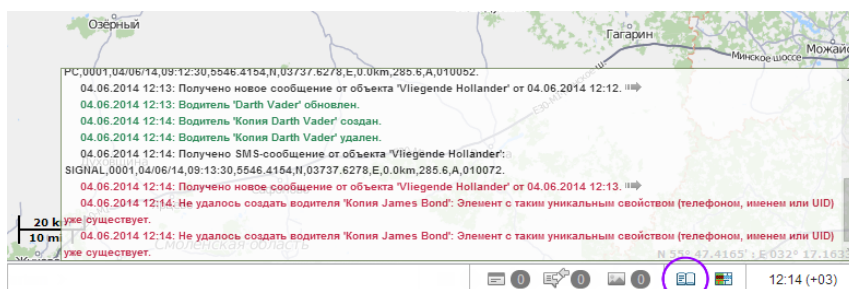 Озёрный
Гагарин
Можай
Минское шоссе
PC,0001,04/06/14,09:12:30,5546.4154,N,03737.6278,E,0.0km,285.6,A,010052.
04.06.2014 12:13: Получено новое сообщение от объекта 'Vliegende Hollander' от 04.06.2014 12:12.
04.06.2014 12:13: Водитель 'Darth Vader' обновлен.
04.06.2014 12:14: Водитель 'Копия Darth Vader' создан.
04.06.2014 12:14: Водитель 'Копия Darth Vader' удален.
04.06.2014 12:14: Получено SMS-сообщение от объекта 'Vliegende Hollander':
SIGNAL,0001,04/06/14,09:13:30,5546.4154,N,03737.6278,E,0.0km,285.6,A,010072.
04.06.2014 12:14: Получено новое сообщение от объекта 'Vliegende Hollander' от 04.06.2014 12:13.
04.06.2014 12:14: Не удалось создать водителя 'Копия James Bond': Элемент с таким уникальным свойством (телефоном, именем или UID)
уже существует.
04.06.2014 12:14: Не удалось создать водителя 'Копия James Bond': Элемент с таким уникальным свойством (телефоном, именем или UID)
уже существует.
20 k
10 mi
Смоленская область
N 55° 47.4165' : E 032° 17.1633
0 0 0 12:14 (+03)